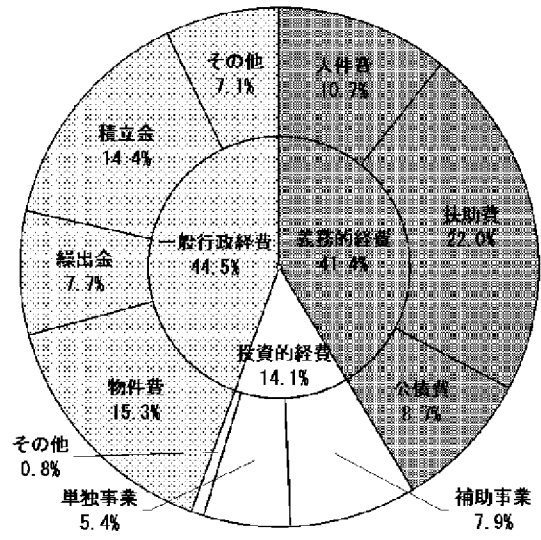 その他
7.1%
人件費
10.7%
積立金
14.4%
扶助費
22.0%
一般行政経費
44.5%
義務的経費
41.4%
繰出金
7.7%
投資的経費
14.1%
物件費
15.3%
公債費
8.7%
その他
0.8%
単独事業
5.4%
補助事業
7.9%